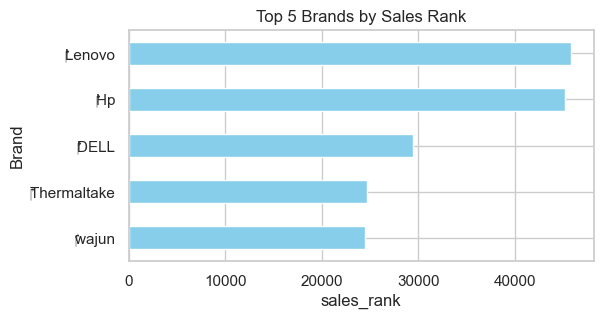 Top 5 Brands by Sales Rank
Brand
Lenovo
Hp
DELL
Thermaltake
wajun
0 10000 20000 30000 40000
sales_rank